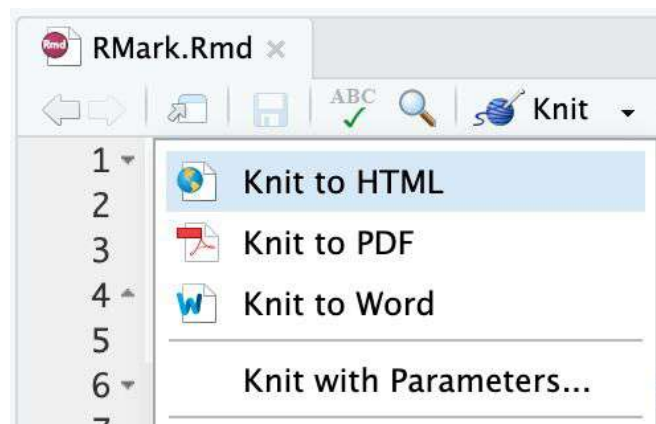 Rmd RMark.Rmd ×
ABC Knit
1
Knit to HTML
2
3
Knit to PDF
4
W Knit to Word
5
6
Knit with Parameters...